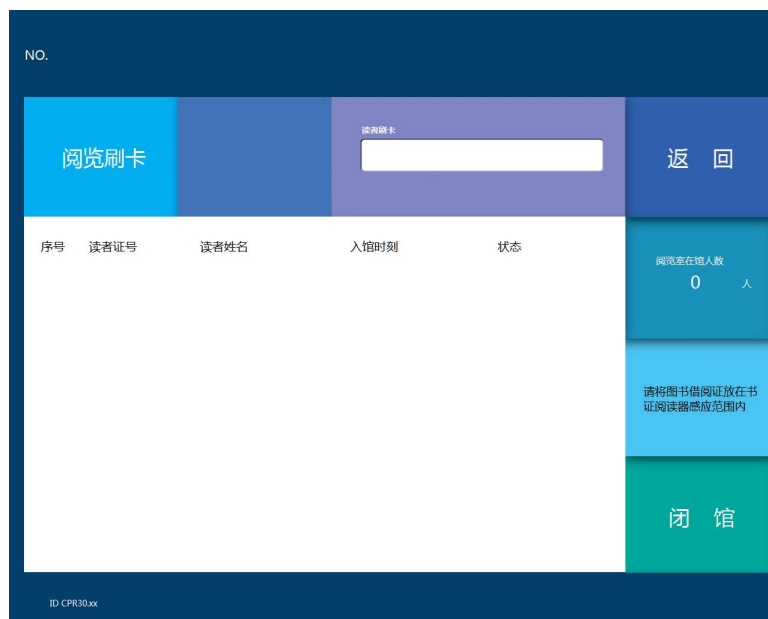 NO.
阅览刷卡
读者刷卡
返 回
序号 读者证号 读者姓名 入馆时刻 状态
阅览室在馆人数
0 人
请将图书借阅证放在书
证阅读器感应范围内
闭 馆
ID CPR30.xx